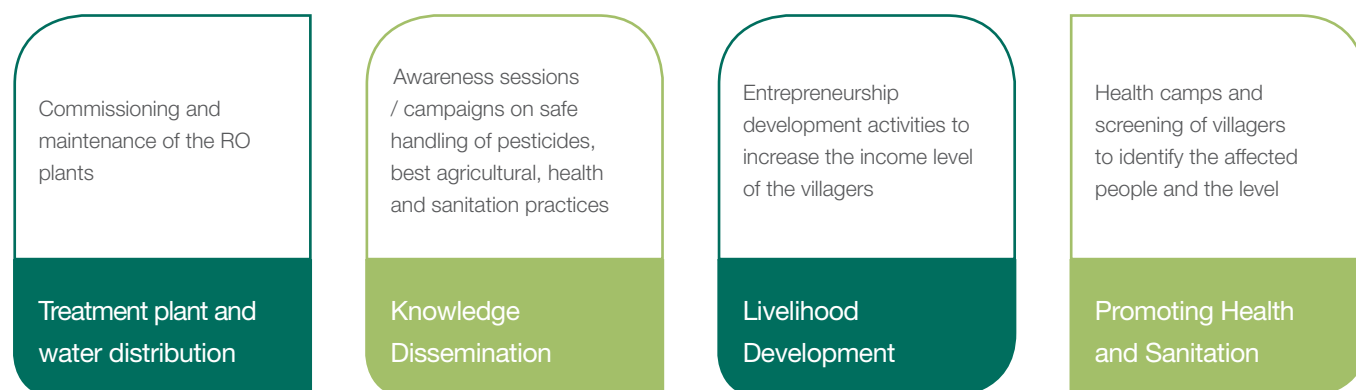 Commissioning and
maintenance of the RO
plants
Treatment plant and
water distribution
Awareness sessions
/ campaigns on safe
handling of pesticides,
best agricultural, health
and sanitation practices
Knowledge
Dissemination
Entrepreneurship
development activities to
increase the income level
of the villagers
Livelihood
Development
Health camps and
screening of villagers
to identify the affected
people and the level
Promoting Health
and Sanitation